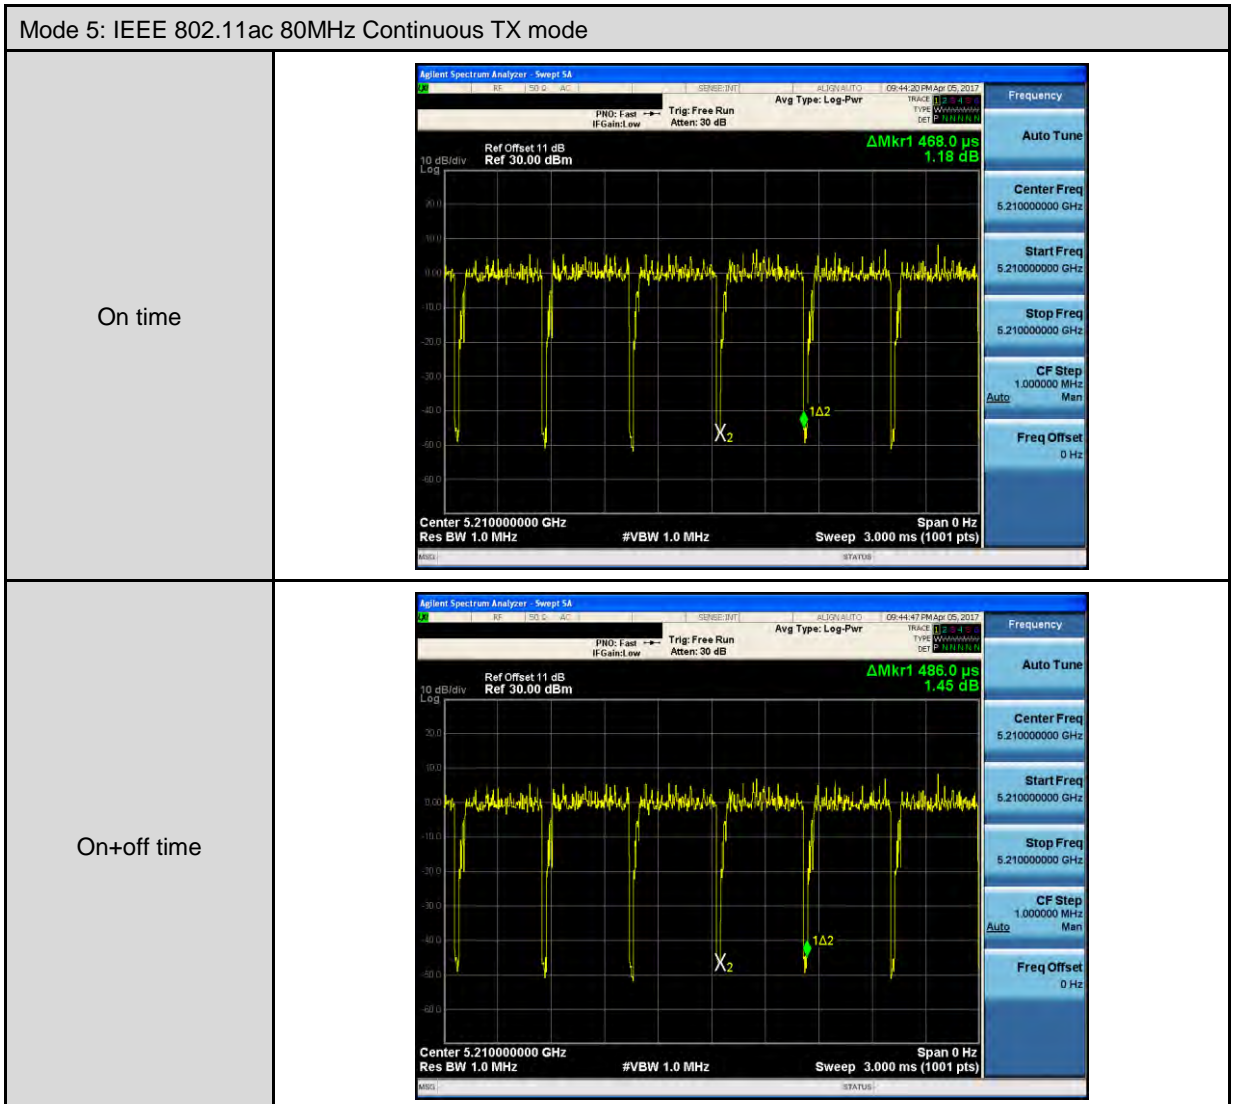 Mode 5: IEEE 802.11ac 80MHz Continuous TX mode
On time
Agilent Spectrum Analyzer - Swept SA
RF 50 Ω AC SENSE:INT ALIGN AUTO 09:44:20 PM Apr 05, 2017
Avg Type: Log-Pwr TRACE 1 2 3 4 5 6
PNO: Fast Trig: Free Run TYPE
IFGain:Low Atten: 30 dB DET P N N N N N
ΔMkr1 468.0 µs
1.18 dB
Ref Offset 11 dB
10 dB/div Ref 30.00 dBm
Log
20.0
10.0
0.00
-10.0
-20.0
-30.0
-40.0
-50.0
-60.0
1Δ2
X2
Center 5.210000000 GHz Span 0 Hz
Res BW 1.0 MHz #VBW 1.0 MHz Sweep 3.000 ms (1001 pts)
MSG STATUS
Frequency
Auto Tune
Center Freq
5.210000000 GHz
Start Freq
5.210000000 GHz
Stop Freq
5.210000000 GHz
CF Step
1.000000 MHz
Auto Man
Freq Offset
0 Hz
On+off time
Agilent Spectrum Analyzer - Swept SA
RF 50 Ω AC SENSE:INT ALIGN AUTO 09:44:47 PM Apr 05, 2017
Avg Type: Log-Pwr TRACE 1 2 3 4 5 6
PNO: Fast Trig: Free Run TYPE
IFGain:Low Atten: 30 dB DET P N N N N N
ΔMkr1 486.0 µs
1.45 dB
Ref Offset 11 dB
10 dB/div Ref 30.00 dBm
Log
20.0
10.0
0.00
-10.0
-20.0
-30.0
-40.0
-50.0
-60.0
1Δ2
X2
Center 5.210000000 GHz Span 0 Hz
Res BW 1.0 MHz #VBW 1.0 MHz Sweep 3.000 ms (1001 pts)
MSG STATUS
Frequency
Auto Tune
Center Freq
5.210000000 GHz
Start Freq
5.210000000 GHz
Stop Freq
5.210000000 GHz
CF Step
1.000000 MHz
Auto Man
Freq Offset
0 Hz